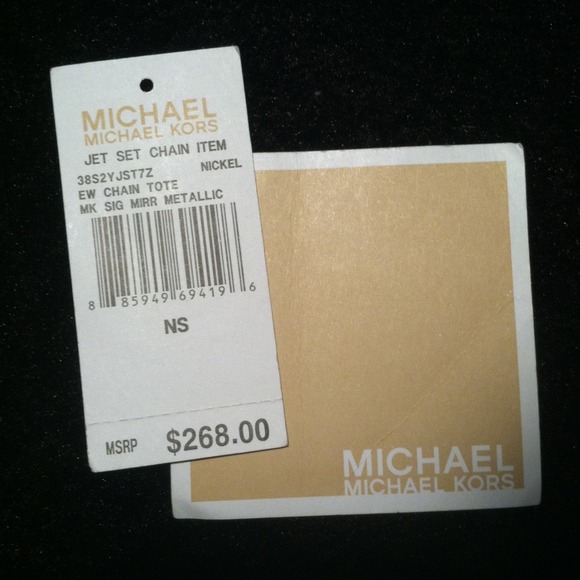 MICHAEL
MICHAEL KORS
JET SET CHAIN ITEM
38S2YJST7Z NICKEL
EW CHAIN TOTE
MK SIG MIRR METALLIC
8 85949 69419 6
NS
MSRP $268.00
MICHAEL
MICHAEL KORS